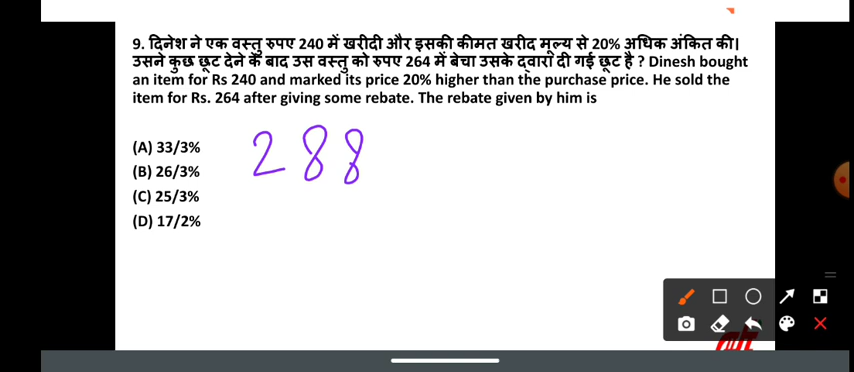 9. दिनेश ने एक वस्तु रुपए 240 में खरीदी और इसकी कीमत खरीद मूल्य से 20% अधिक अंकित की।
उसने कुछ छूट देने के बाद उस वस्तु को रुपए 264 में बेचा उसके द्वारा दी गई छूट है ? Dinesh bought
an item for Rs 240 and marked its price 20% higher than the purchase price. He sold the
item for Rs. 264 after giving some rebate. The rebate given by him is
(A) 33/3%
288
(B) 26/3%
(C) 25/3%
(D) 17/2%